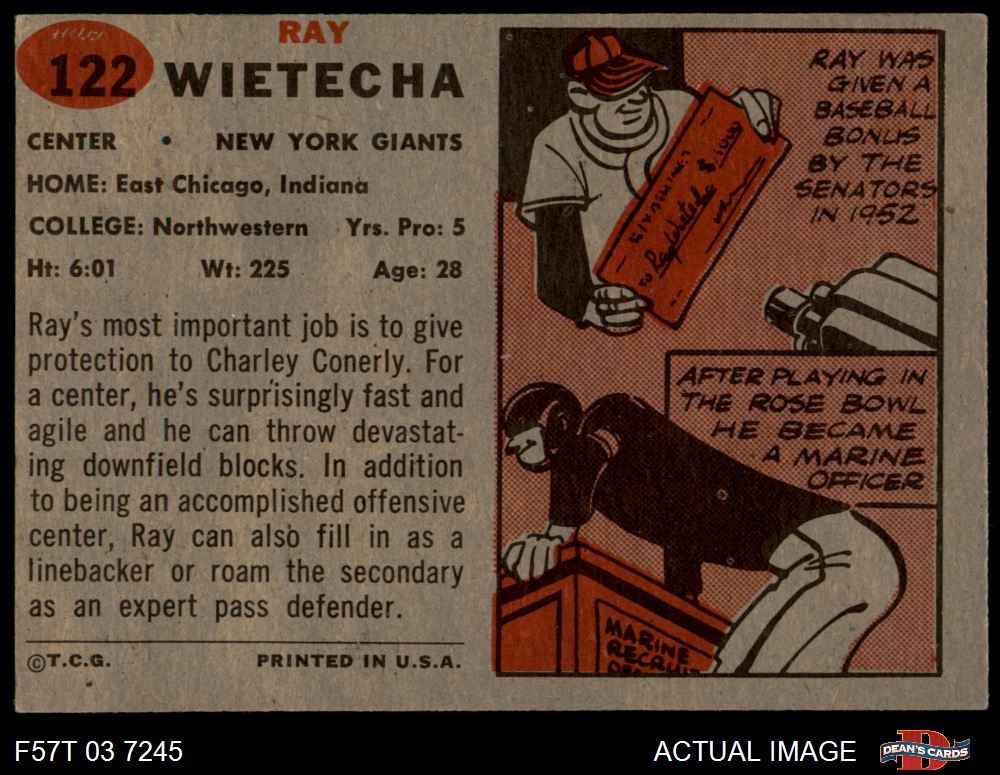 RAY
122 WIETECHA
CENTER • NEW YORK GIANTS
HOME: East Chicago, Indiana
COLLEGE: Northwestern Yrs. Pro: 5
Ht: 6:01 Wt: 225 Age: 28
Ray's most important job is to give
protection to Charley Conerly. For
a center, he's surprisingly fast and
agile and he can throw devastat-
ing downfield blocks. In addition
to being an accomplished offensive
center, Ray can also fill in as a
linebacker or roam the secondary
as an expert pass defender.
©T.C.G. PRINTED IN U.S.A.
RAY WAS
GIVEN A
BASEBALL
BONUS
BY THE
SENATORS
IN 1952
TO Ray Wietecha
AFTER PLAYING IN
THE ROSE BOWL
HE BECAME
A MARINE
OFFICER
MARINE
RECRUIT
F57T 03 7245
ACTUAL IMAGE
DEAN'S CARDS